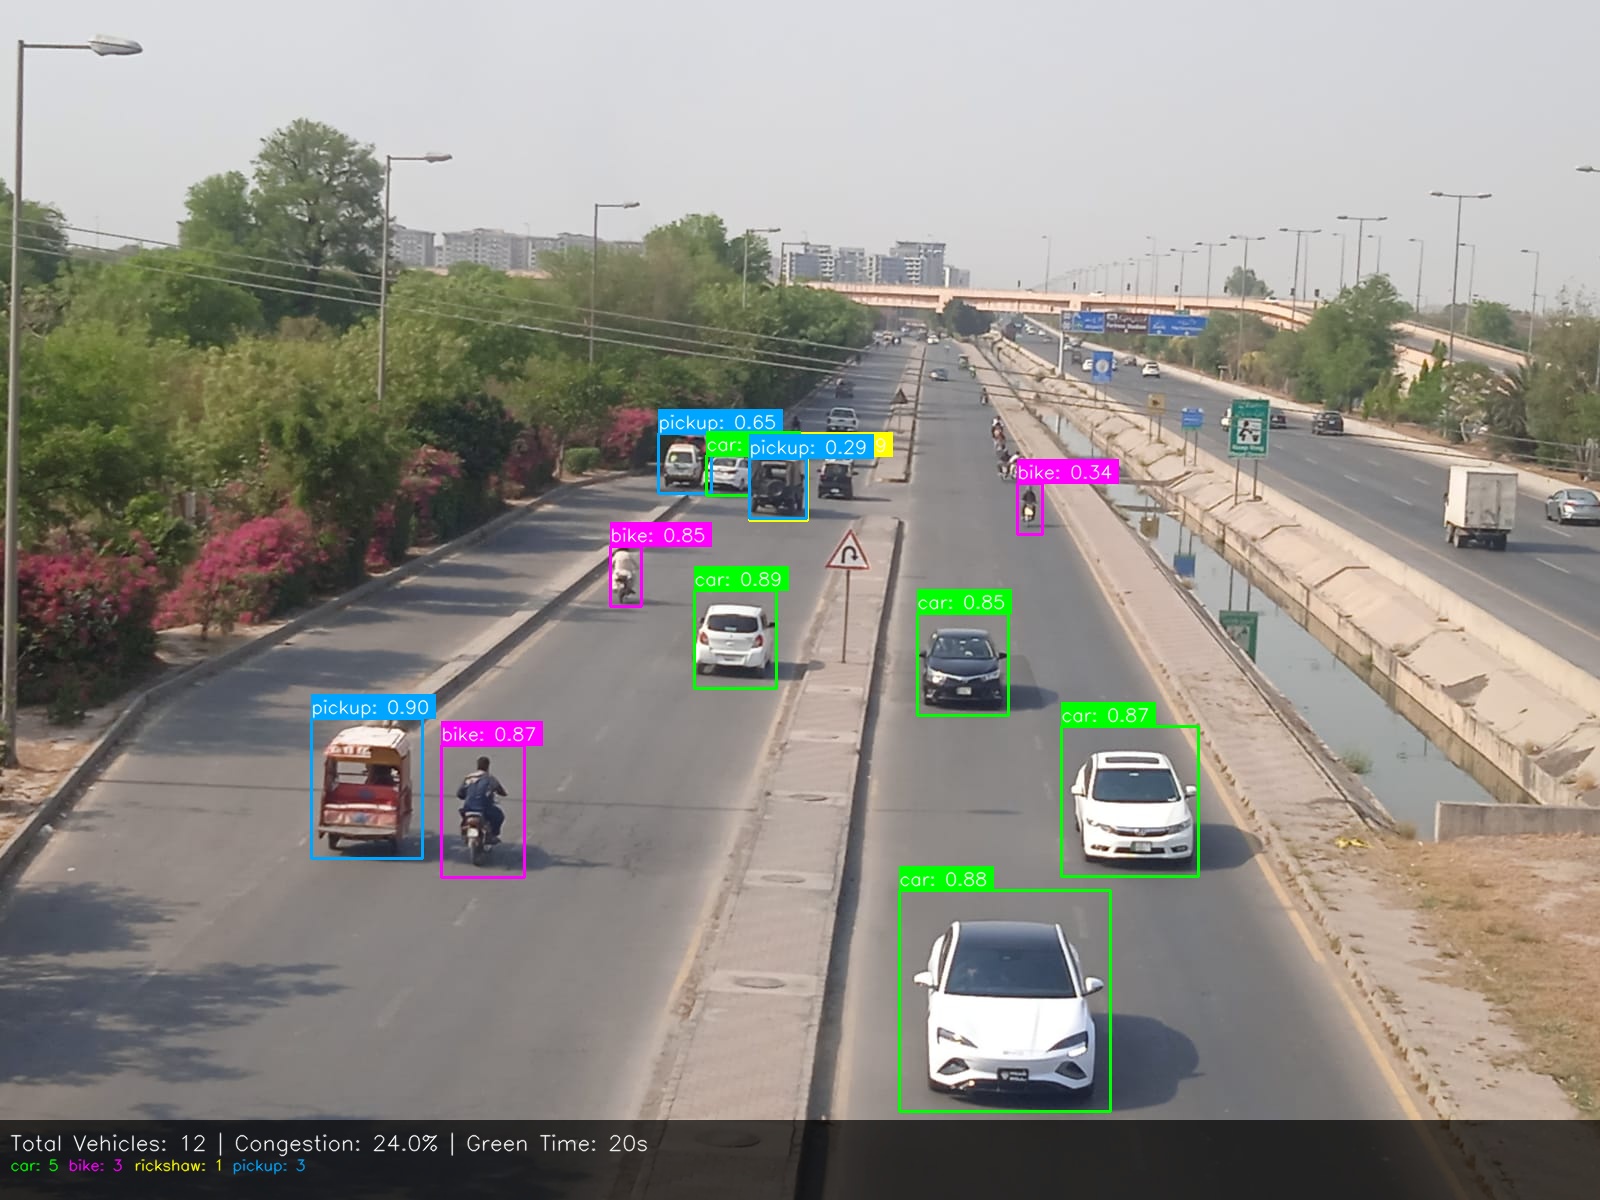 pickup: 0.65
car:
pickup: 0.29
9
bike: 0.34
bike: 0.85
car: 0.89
car: 0.85
pickup: 0.90
car: 0.87
bike: 0.87
car: 0.88
Total Vehicles: 12 | Congestion: 24.0% | Green Time: 20s
car: 5 bike: 3 rickshaw: 1 pickup: 3